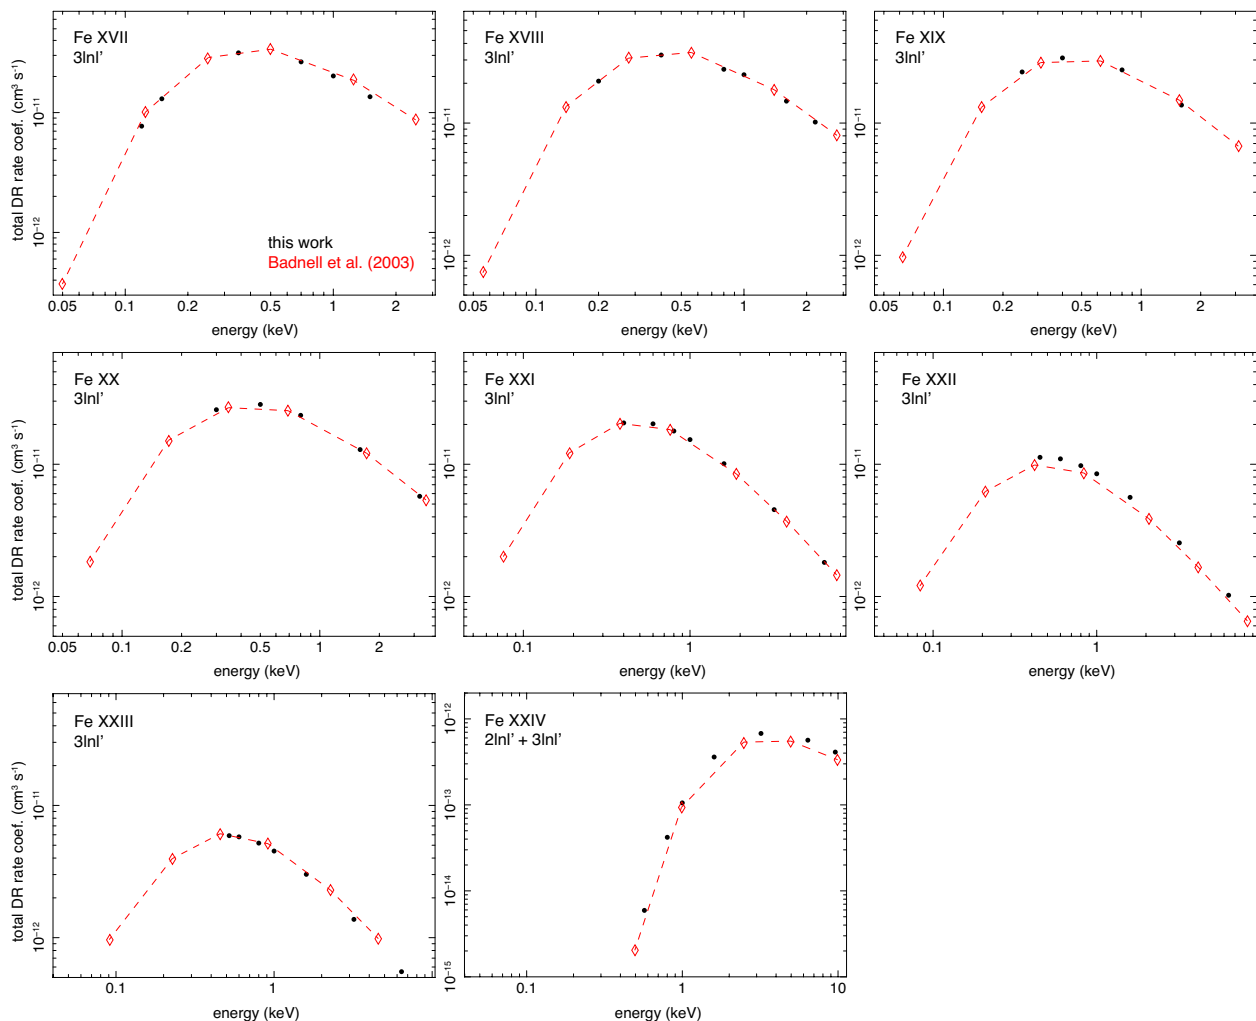 Fe XVII
3lnl’
total DR rate coef. (cm³ s⁻¹)
10⁻¹¹
10⁻¹²
this work
Badnell et al. (2003)
0.05 0.1 0.2 0.5 1 2
energy (keV)
Fe XVIII
3lnl’
10⁻¹¹
10⁻¹²
0.1 0.2 0.5 1 2
energy (keV)
Fe XIX
3lnl’
10⁻¹¹
10⁻¹²
0.05 0.1 0.2 0.5 1 2
energy (keV)
Fe XX
3lnl’
total DR rate coef. (cm³ s⁻¹)
10⁻¹¹
10⁻¹²
0.05 0.1 0.2 0.5 1 2
energy (keV)
Fe XXI
3lnl’
10⁻¹¹
10⁻¹²
0.1 1
energy (keV)
Fe XXII
3lnl’
10⁻¹¹
10⁻¹²
0.1 1
energy (keV)
Fe XXIII
3lnl’
total DR rate coef. (cm³ s⁻¹)
10⁻¹¹
10⁻¹²
0.1 1
energy (keV)
Fe XXIV
2lnl’ + 3lnl’
10⁻¹²
10⁻¹³
10⁻¹⁴
10⁻¹⁵
0.1 1 10
energy (keV)